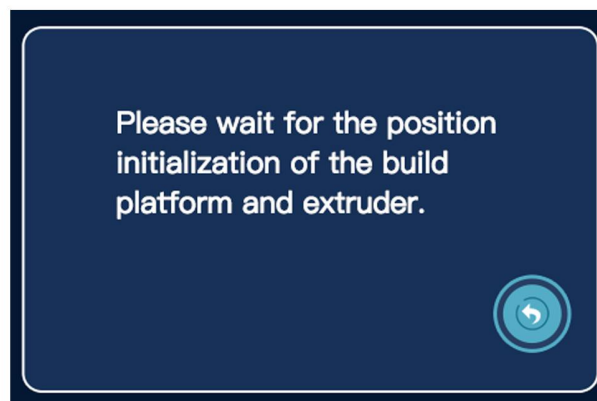 Please wait for the position
initialization of the build
platform and extruder.